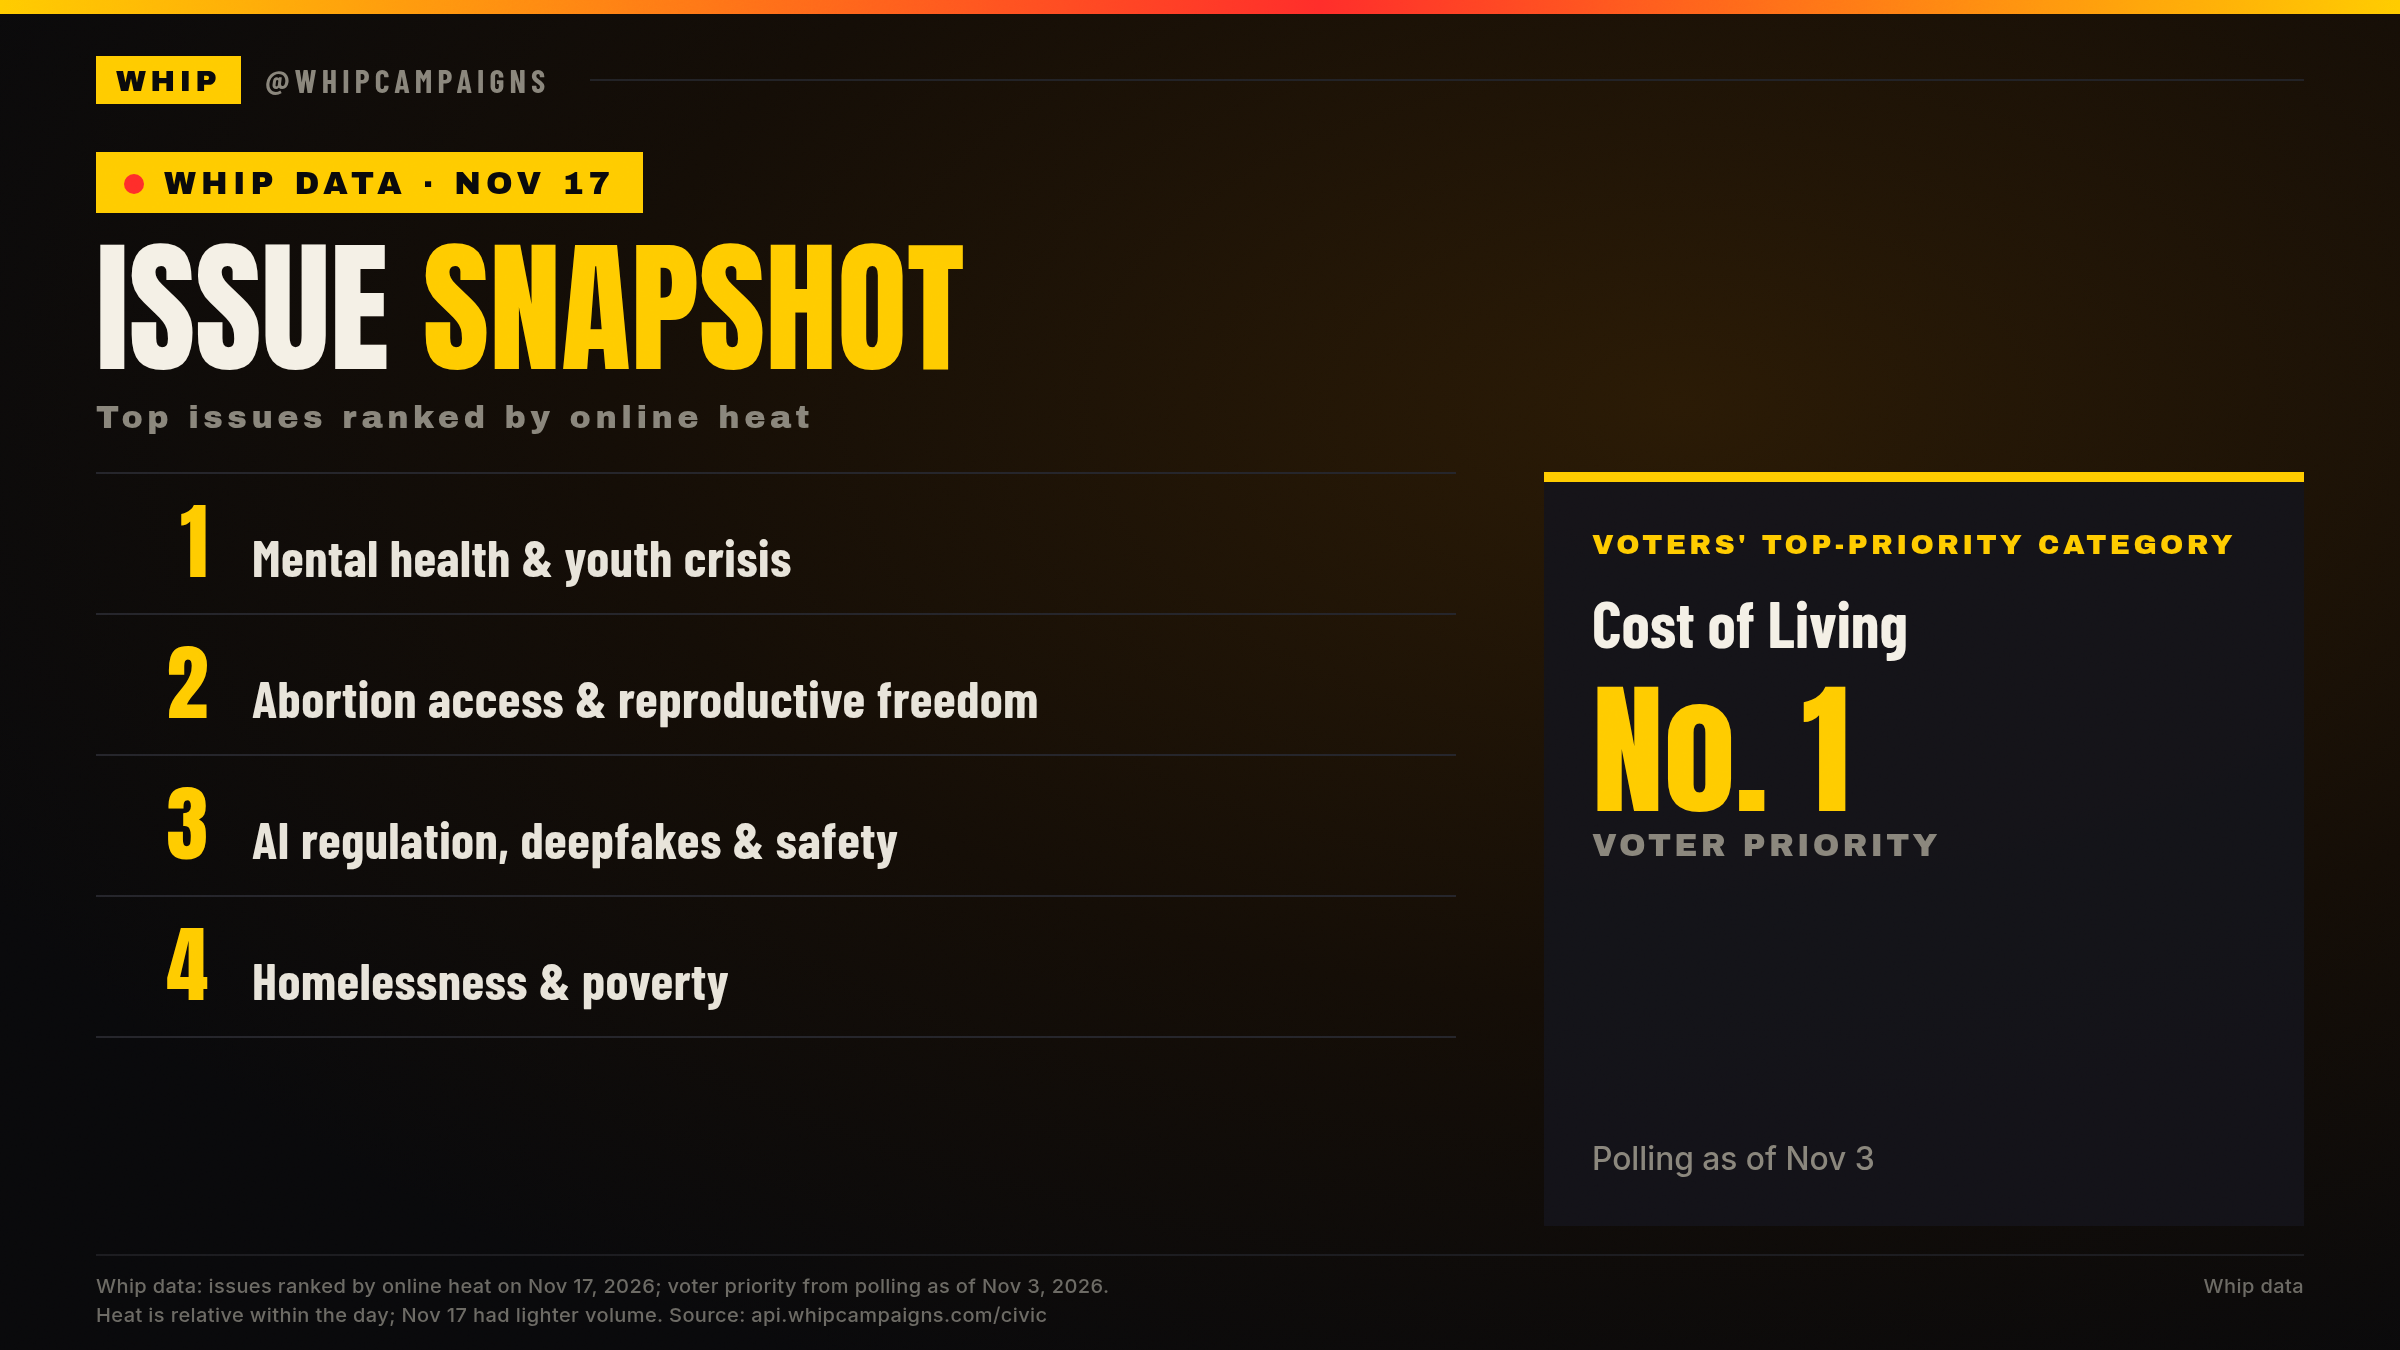 WHIP @WHIPCAMPAIGNS
WHIP DATA · NOV 17
ISSUE SNAPSHOT
Top issues ranked by online heat
1 Mental health & youth crisis
2 Abortion access & reproductive freedom
3 AI regulation, deepfakes & safety
4 Homelessness & poverty
VOTERS' TOP-PRIORITY CATEGORY
Cost of Living
No. 1
VOTER PRIORITY
Polling as of Nov 3
Whip data: issues ranked by online heat on Nov 17, 2026; voter priority from polling as of Nov 3, 2026.
Heat is relative within the day; Nov 17 had lighter volume. Source: api.whipcampaigns.com/civic
Whip data